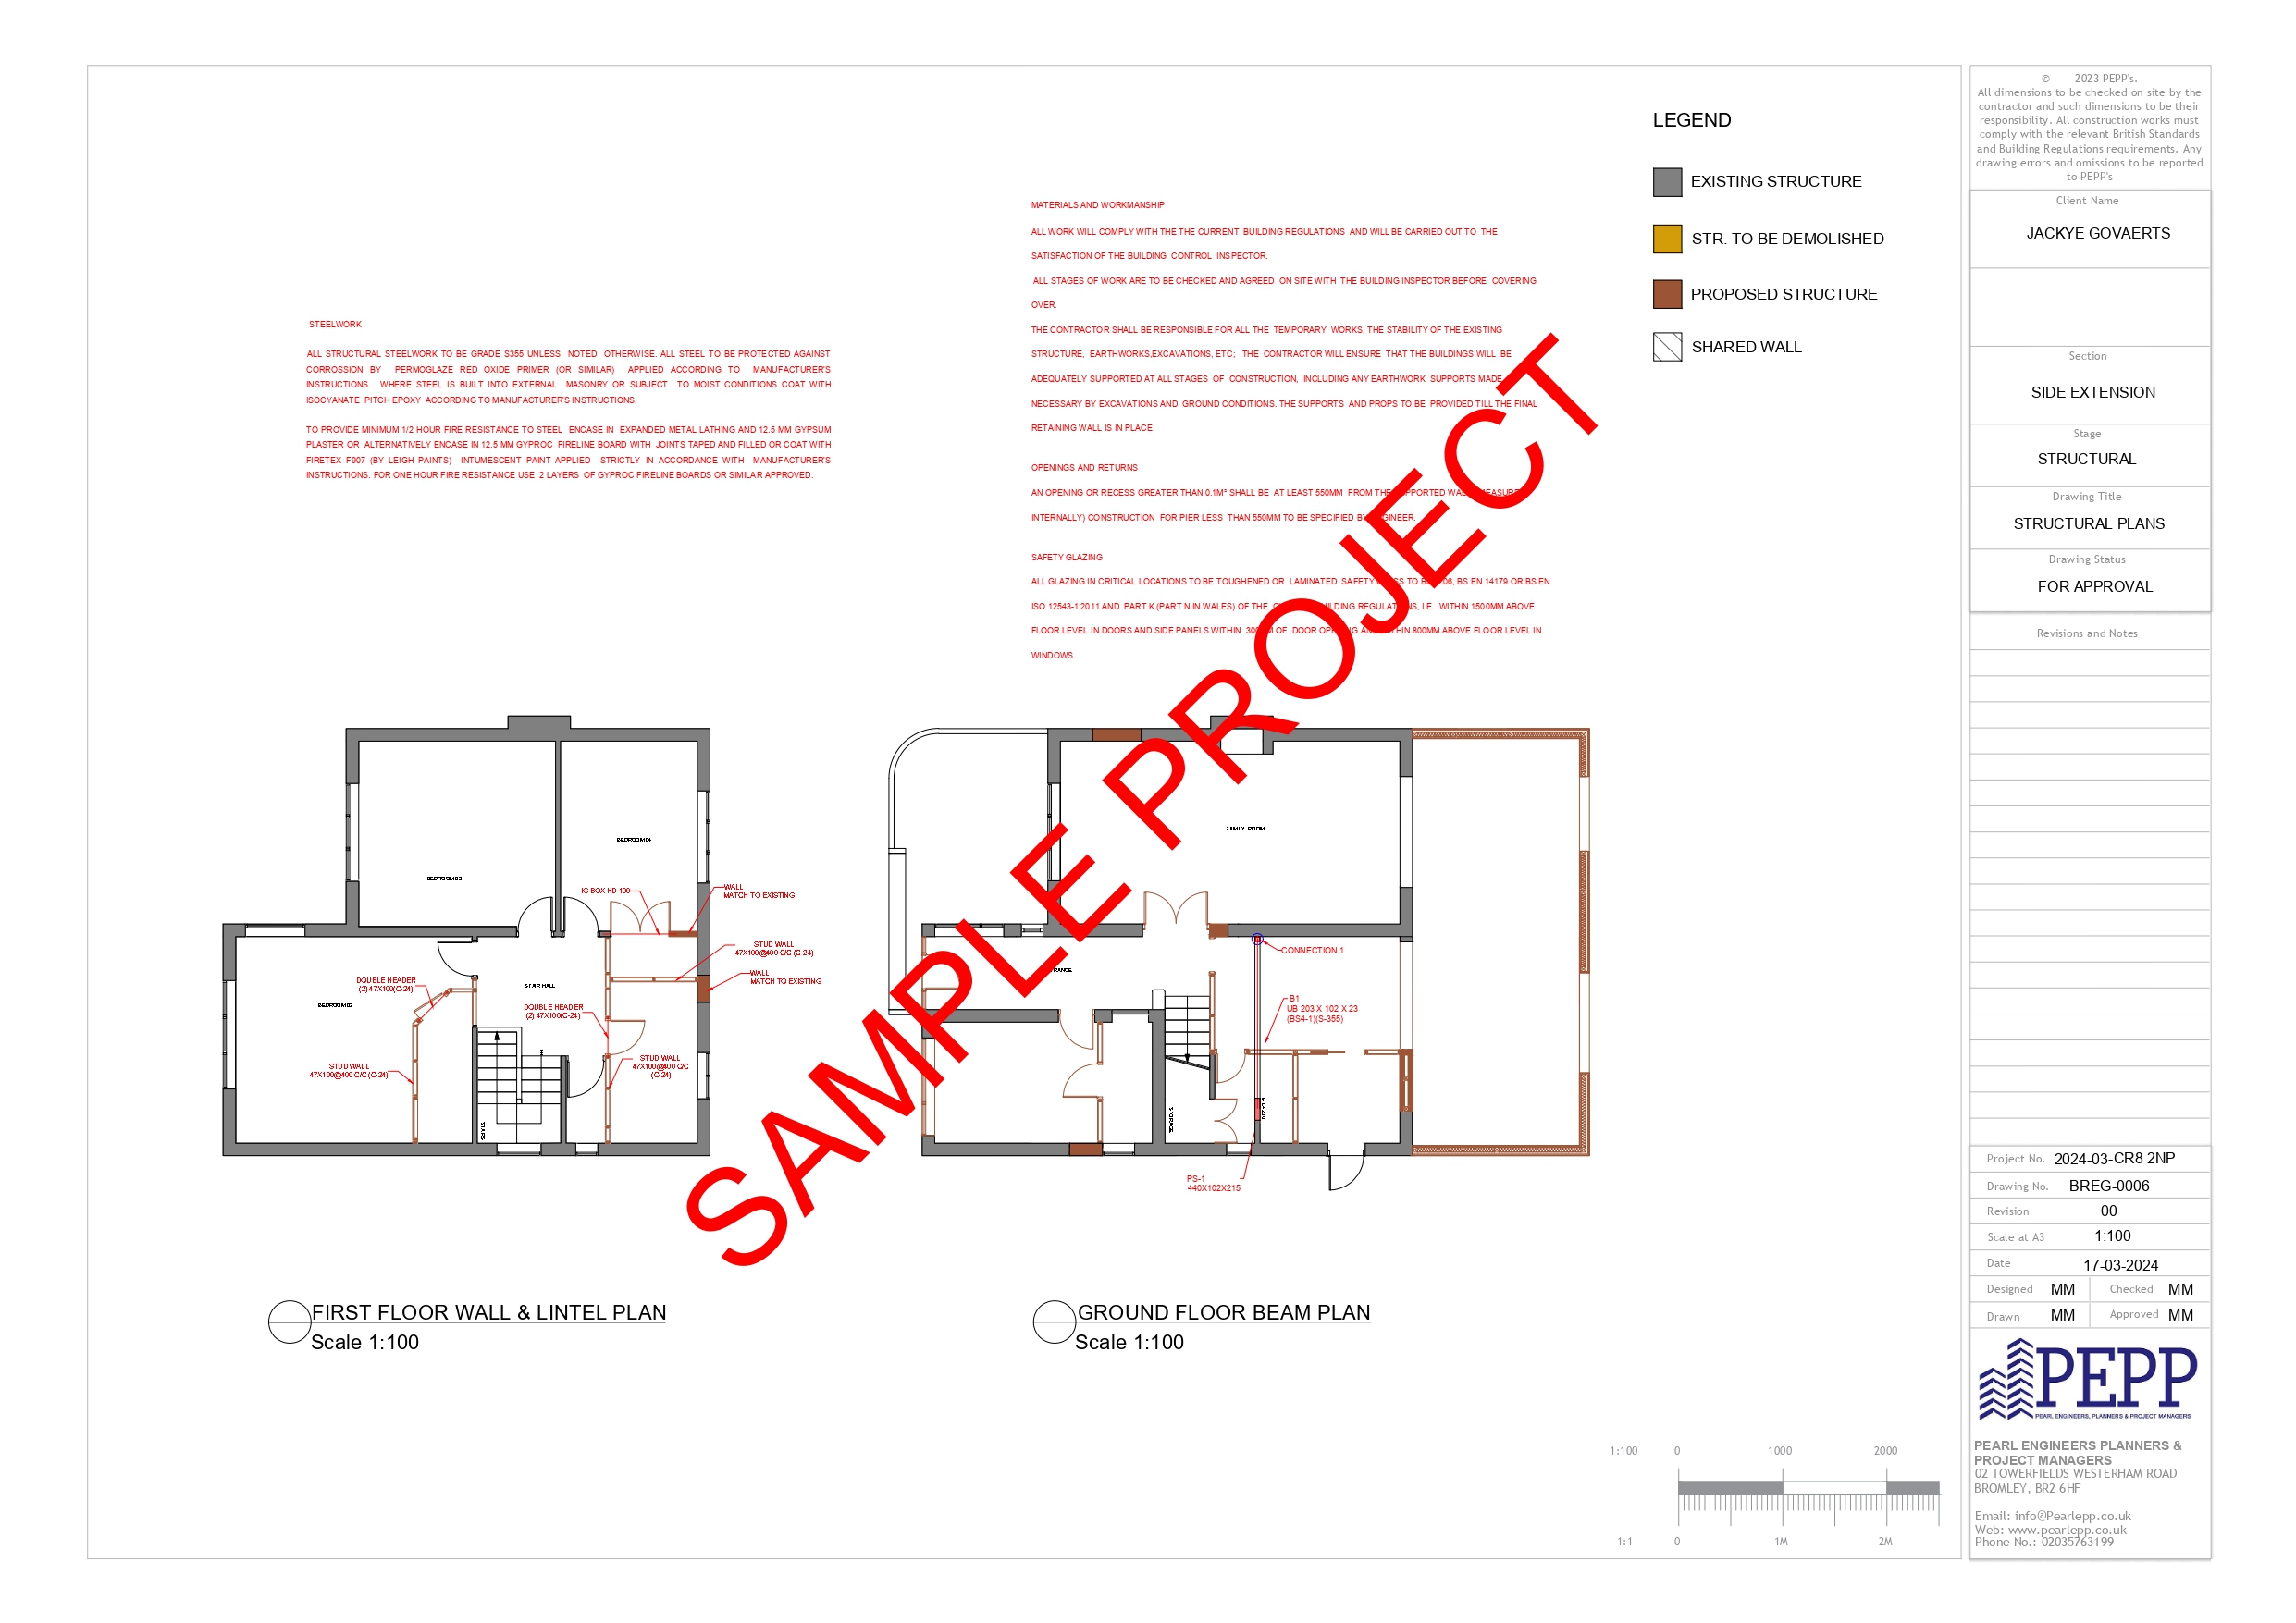 LEGEND
EXISTING STRUCTURE
STR. TO BE DEMOLISHED
PROPOSED STRUCTURE
SHARED WALL
STEELWORK
ALL STRUCTURAL STEELWORK TO BE GRADE S355 UNLESS NOTED OTHERWISE. ALL STEEL TO BE PROTECTED AGAINST
CORROSSION BY PERMOGLAZE RED OXIDE PRIMER (OR SIMILAR) APPLIED ACCORDING TO MANUFACTURER'S
INSTRUCTIONS. WHERE STEEL IS BUILT INTO EXTERNAL MASONRY OR SUBJECT TO MOIST CONDITIONS COAT WITH
ISOCYANATE PITCH EPOXY ACCORDING TO MANUFACTURER'S INSTRUCTIONS.
TO PROVIDE MINIMUM 1/2 HOUR FIRE RESISTANCE TO STEEL ENCASE IN EXPANDED METAL LATHING AND 12.5 MM GYPSUM
PLASTER OR ALTERNATIVELY ENCASE IN 12.5 MM GYPROC FIRELINE BOARD WITH JOINTS TAPED AND FILLED OR COAT WITH
FIRETEX F907 (BY LEIGH PAINTS) INTUMESCENT PAINT APPLIED STRICTLY IN ACCORDANCE WITH MANUFACTURER'S
INSTRUCTIONS. FOR ONE HOUR FIRE RESISTANCE USE 2 LAYERS OF GYPROC FIRELINE BOARDS OR SIMILAR APPROVED.
MATERIALS AND WORKMANSHIP
ALL WORK WILL COMPLY WITH THE THE CURRENT BUILDING REGULATIONS AND WILL BE CARRIED OUT TO THE
SATISFACTION OF THE BUILDING CONTROL INSPECTOR.
ALL STAGES OF WORK ARE TO BE CHECKED AND AGREED ON SITE WITH THE BUILDING INSPECTOR BEFORE COVERING
OVER.
THE CONTRACTOR SHALL BE RESPONSIBLE FOR ALL THE TEMPORARY WORKS, THE STABILITY OF THE EXISTING
STRUCTURE, EARTHWORKS,EXCAVATIONS, ETC; THE CONTRACTOR WILL ENSURE THAT THE BUILDINGS WILL BE
ADEQUATELY SUPPORTED AT ALL STAGES OF CONSTRUCTION, INCLUDING ANY EARTHWORK SUPPORTS MADE
NECESSARY BY EXCAVATIONS AND GROUND CONDITIONS. THE SUPPORTS AND PROPS TO BE PROVIDED TILL THE FINAL
RETAINING WALL IS IN PLACE.
OPENINGS AND RETURNS
AN OPENING OR RECESS GREATER THAN 0.1M² SHALL BE AT LEAST 550MM FROM THE
INTERNALLY) CONSTRUCTION FOR PIER LESS THAN 550MM TO BE SPECIFIED
SAFETY GLAZING
ALL GLAZING IN CRITICAL LOCATIONS TO BE TOUGHENED OR LAMINATED SAFETY TO BS EN 14179 OR BS EN
ISO 12543-1:2011 AND PART K (PART N IN WALES) OF THE BUILDING REGULATIONS, I.E. WITHIN 1500MM ABOVE
FLOOR LEVEL IN DOORS AND SIDE PANELS WITHIN OF DOOR 800MM ABOVE FLOOR LEVEL IN
WINDOWS.
SAMPLE PROJECT
BEDROOM 04
BEDROOM 03
IG BOX HD 100
WALL
MATCH TO EXISTING
STUD WALL
47X100@400 C/C (C-24)
WALL
MATCH TO EXISTING
DOUBLE HEADER
(2) 47X100(C-24)
STAIR HALL
BEDROOM 02
DOUBLE HEADER
(2) 47X100(C-24)
STUD WALL
47X100@400 C/C
(C-24)
STUD WALL
47X100@400 C/C (C-24)
STAIRS
FAMILY ROOM
CONNECTION 1
B1
UB 203 X 102 X 23
(BS4-1)(S-355)
STORAGE
PS-1
440X102X215
FIRST FLOOR WALL & LINTEL PLAN
Scale 1:100
GROUND FLOOR BEAM PLAN
Scale 1:100
1:100 0 1000 2000
1:1 0 1M 2M
© 2023 PEPP's.
All dimensions to be checked on site by the
contractor and such dimensions to be their
responsibility. All construction works must
comply with the relevant British Standards
and Building Regulations requirements. Any
drawing errors and omissions to be reported
to PEPP's
Client Name
JACKYE GOVAERTS
Section
SIDE EXTENSION
Stage
STRUCTURAL
Drawing Title
STRUCTURAL PLANS
Drawing Status
FOR APPROVAL
Revisions and Notes
Project No. 2024-03-CR8 2NP
Drawing No. BREG-0006
Revision 00
Scale at A3 1:100
Date 17-03-2024
Designed MM Checked MM
Drawn MM Approved MM
PEPP
PEARL ENGINEERS, PLANNERS & PROJECT MANAGERS
PEARL ENGINEERS PLANNERS &
PROJECT MANAGERS
02 TOWERFIELDS WESTERHAM ROAD
BROMLEY, BR2 6HF
Email: info@Pearlepp.co.uk
Web: www.pearlepp.co.uk
Phone No.: 02035763199